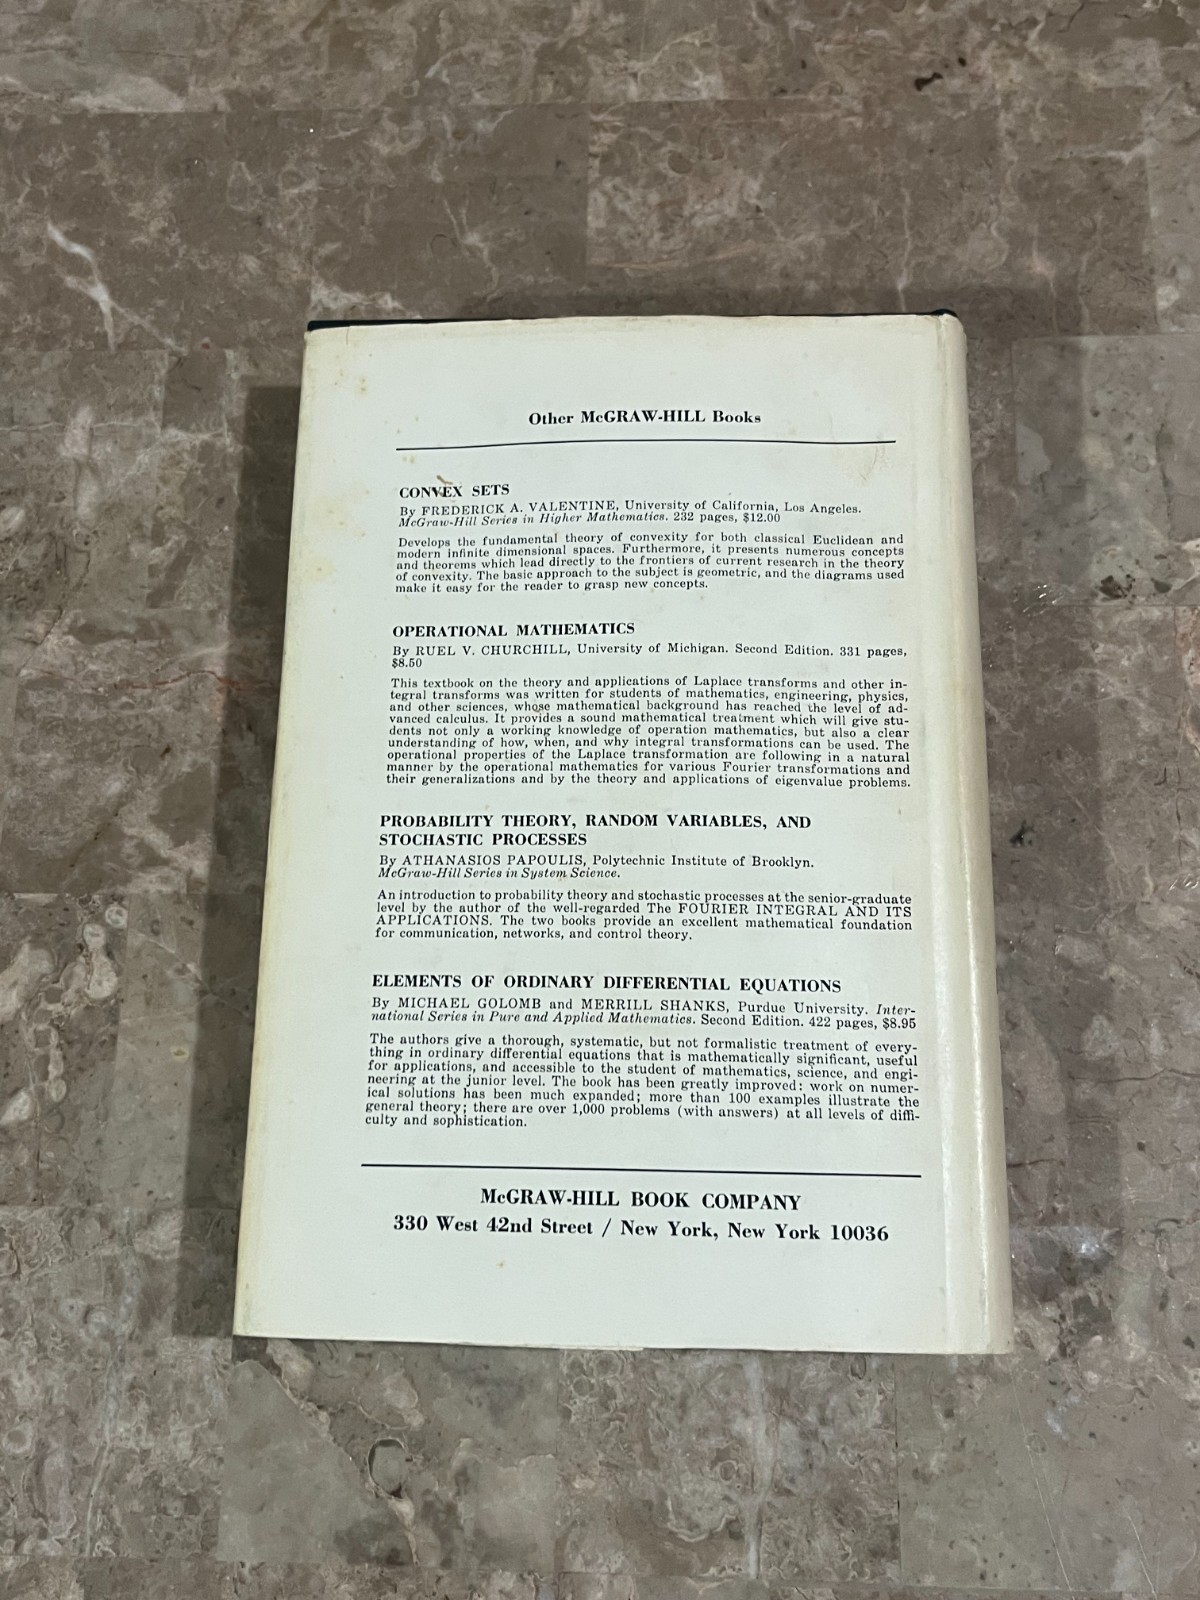 Other McGRAW-HILL Books
CONVEX SETS
By FREDERICK A. VALENTINE, University of California, Los Angeles.
McGraw-Hill Series in Higher Mathematics. 232 pages, $12.00
Develops the fundamental theory of convexity for both classical Euclidean and
modern infinite dimensional spaces. Furthermore, it presents numerous concepts
and theorems which lead directly to the frontiers of current research in the theory
of convexity. The basic approach to the subject is geometric, and the diagrams used
make it easy for the reader to grasp new concepts.
OPERATIONAL MATHEMATICS
By RUEL V. CHURCHILL, University of Michigan. Second Edition. 331 pages,
$8.50
This textbook on the theory and applications of Laplace transforms and other in-
tegral transforms was written for students of mathematics, engineering, physics,
and other sciences, whose mathematical background has reached the level of ad-
vanced calculus. It provides a sound mathematical treatment which will give stu-
dents not only a working knowledge of operation mathematics, but also a clear
understanding of how, when, and why integral transformations can be used. The
operational properties of the Laplace transformation are following in a natural
manner by the operational mathematics for various Fourier transformations and
their generalizations and by the theory and applications of eigenvalue problems.
PROBABILITY THEORY, RANDOM VARIABLES, AND
STOCHASTIC PROCESSES
By ATHANASIOS PAPOULIS, Polytechnic Institute of Brooklyn.
McGraw-Hill Series in System Science.
An introduction to probability theory and stochastic processes at the senior-graduate
level by the author of the well-regarded The FOURIER INTEGRAL AND ITS
APPLICATIONS. The two books provide an excellent mathematical foundation
for communication, networks, and control theory.
ELEMENTS OF ORDINARY DIFFERENTIAL EQUATIONS
By MICHAEL GOLOMB and MERRILL SHANKS, Purdue University. Inter-
national Series in Pure and Applied Mathematics. Second Edition. 422 pages, $8.95
The authors give a thorough, systematic, but not formalistic treatment of every-
thing in ordinary differential equations that is mathematically significant, useful
for applications, and accessible to the student of mathematics, science, and engi-
neering at the junior level. The book has been greatly improved: work on numer-
ical solutions has been much expanded; more than 100 examples illustrate the
general theory; there are over 1,000 problems (with answers) at all levels of diffi-
culty and sophistication.
McGRAW-HILL BOOK COMPANY
330 West 42nd Street / New York, New York 10036